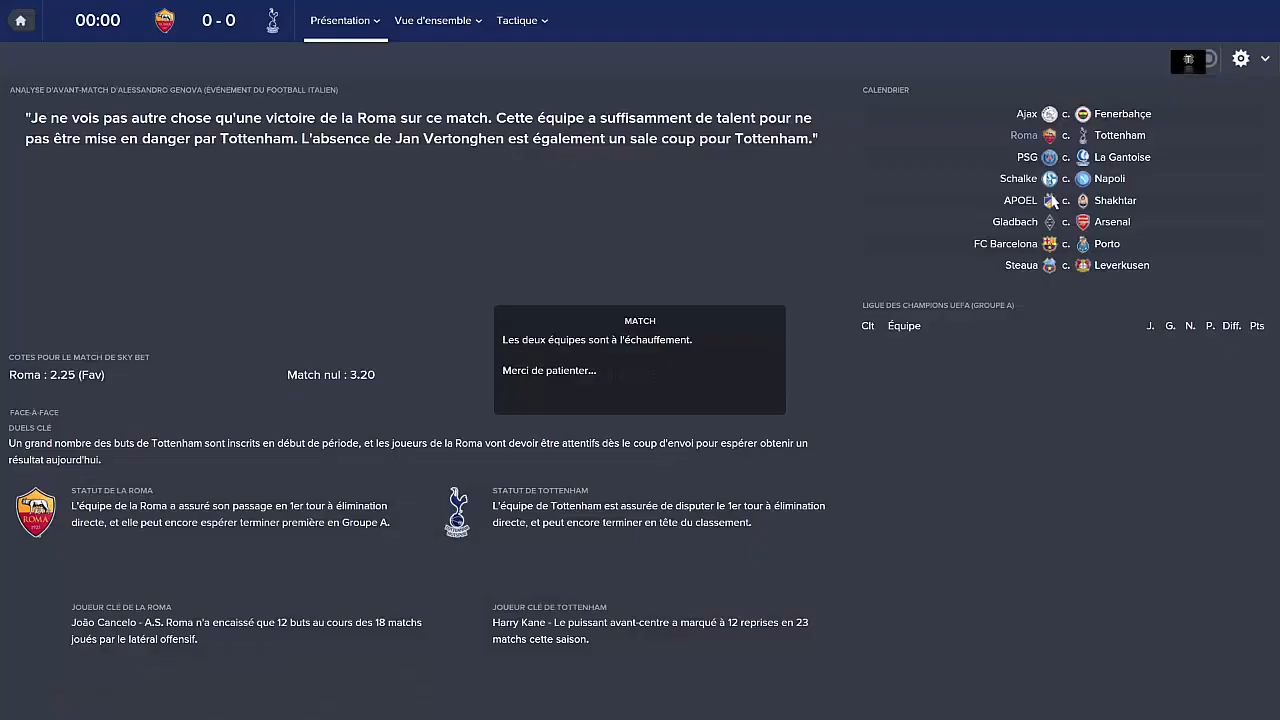 00:00
0 - 0
Présentation
Vue d'ensemble
Tactique
ANALYSE D'AVANT-MATCH D'ALESSANDRO GENOVA (ÉVÉNEMENT DU FOOTBALL ITALIEN)
"Je ne vois pas autre chose qu'une victoire de la Roma sur ce match. Cette équipe a suffisamment de talent pour ne
pas être mise en danger par Tottenham. L'absence de Jan Vertonghen est également un sale coup pour Tottenham."
CALENDRIER
Ajax c. Fenerbahçe
Roma c. Tottenham
PSG c. La Gantoise
Schalke c. Napoli
APOEL c. Shakhtar
Gladbach c. Arsenal
FC Barcelona c. Porto
Steaua c. Leverkusen
LIGUE DES CHAMPIONS UEFA (GROUPE A)
Clt Équipe J. G. N. P. Diff. Pts
MATCH
Les deux équipes sont à l'échauffement.
Merci de patienter...
COTES POUR LE MATCH DE SKY BET
Roma : 2.25 (Fav)
Match nul : 3.20
FACE-À-FACE
DUELS CLÉ
Un grand nombre des buts de Tottenham sont inscrits en début de période, et les joueurs de la Roma vont devoir être attentifs dès le coup d'envoi pour espérer obtenir un
résultat aujourd'hui.
STATUT DE LA ROMA
L'équipe de la Roma a assuré son passage en 1er tour à élimination
directe, et elle peut encore espérer terminer première en Groupe A.
STATUT DE TOTTENHAM
L'équipe de Tottenham est assurée de disputer le 1er tour à élimination
directe, et peut encore terminer en tête du classement.
JOUEUR CLÉ DE LA ROMA
João Cancelo - A.S. Roma n'a encaissé que 12 buts au cours des 18 matchs
joués par le latéral offensif.
JOUEUR CLÉ DE TOTTENHAM
Harry Kane - Le puissant avant-centre a marqué à 12 reprises en 23
matchs cette saison.